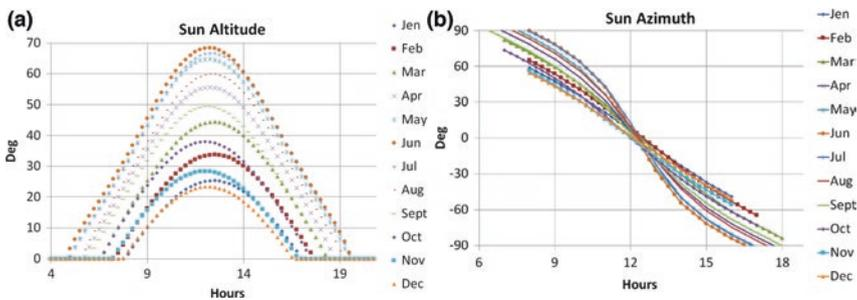 (a)
Sun Altitude
70
60
50
40
30
20
10
0
Deg
4
9
14
19
Hours
Jen
Feb
Mar
Apr
May
Jun
Jul
Aug
Sept
Oct
Nov
Dec
(b)
Sun Azimuth
90
60
30
0
-30
-60
-90
Deg
6
9
12
15
18
Hours
Jen
Feb
Mar
Apr
May
Jun
Jul
Aug
Sept
Oct
Nov
Dec